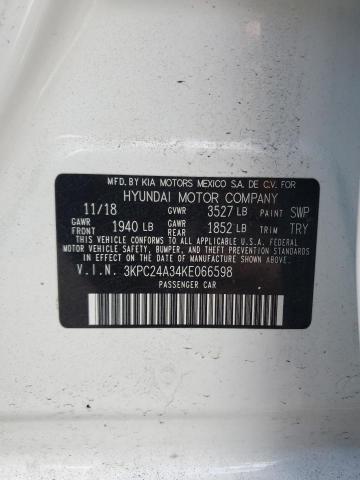 MFD. BY KIA MOTORS MEXICO S.A. DE C.V. FOR
HYUNDAI MOTOR COMPANY
11/18 GVWR 3527 LB PAINT SWP
GAWR FRONT 1940 LB GAWR REAR 1852 LB TRIM TRY
THIS VEHICLE CONFORMS TO ALL APPLICABLE U.S.A. FEDERAL
MOTOR VEHICLE SAFETY, BUMPER, AND THEFT PREVENTION STANDARDS
IN EFFECT ON THE DATE OF MANUFACTURE SHOWN ABOVE.
V.I.N. 3KPC24A34KE066598
PASSENGER CAR